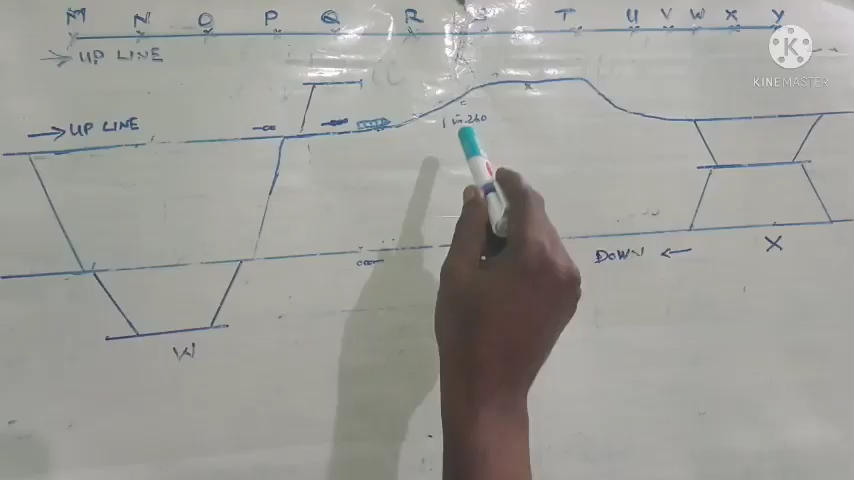 M N O P Q R S T U V W X Y
→ UP LINE
K
KINEMASTER
→ UP LINE
1 in 260
DOWN ←
X
W